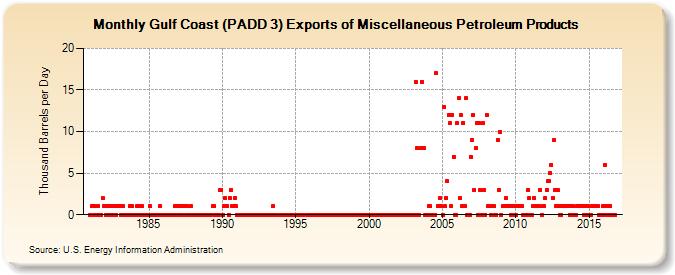 Monthly Gulf Coast (PADD 3) Exports of Miscellaneous Petroleum Products
Thousand Barrels per Day
20
15
10
5
0
1985 1990 1995 2000 2005 2010 2015
Source: U.S. Energy Information Administration